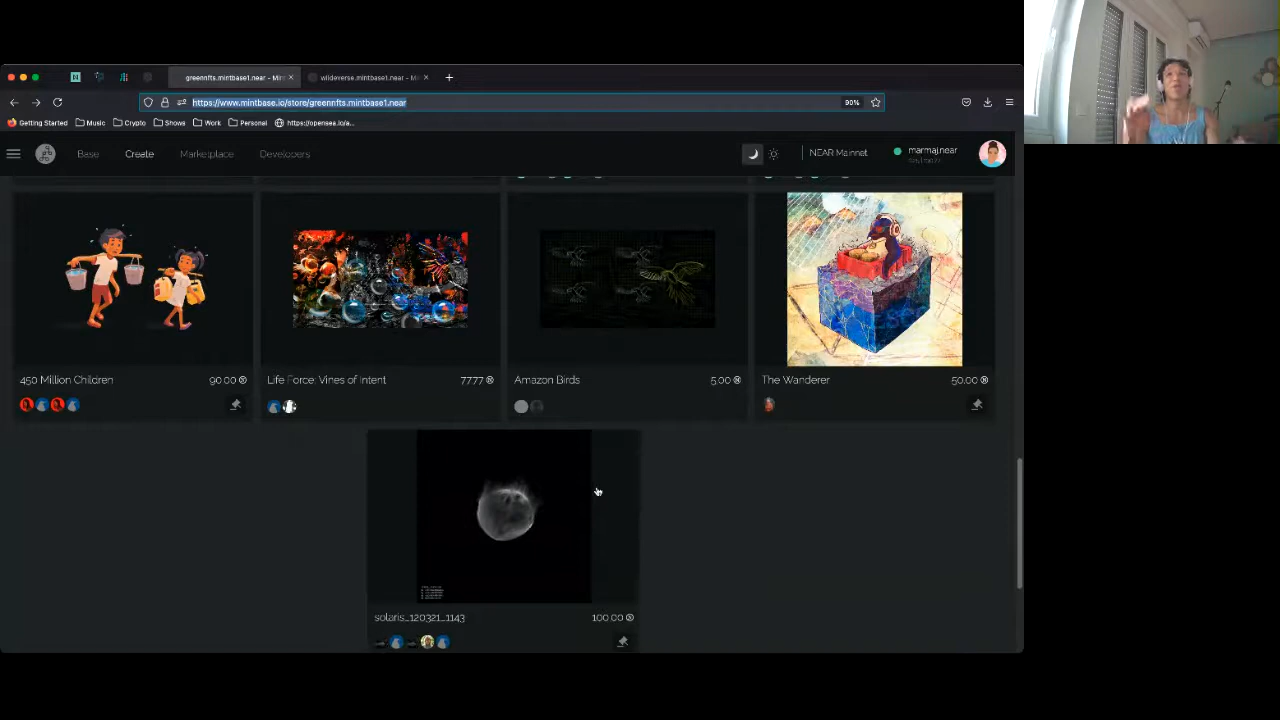 greennfts.mintbase1.near - Min
wildeverse.mintbase1.near - Min
https://www.mintbase.io/store/greennfts.mintbase1.near
90%
Getting Started
Music
Crypto
Shows
Work
Personal
https://opensea.io/a...
Base
Create
Marketplace
Developers
NEAR Mainnet
marmaj.near
450 Million Children
90.00
Life Force: Vines of Intent
7777
Amazon Birds
5.00
The Wanderer
50.00
solaris_120321_1143
100.00